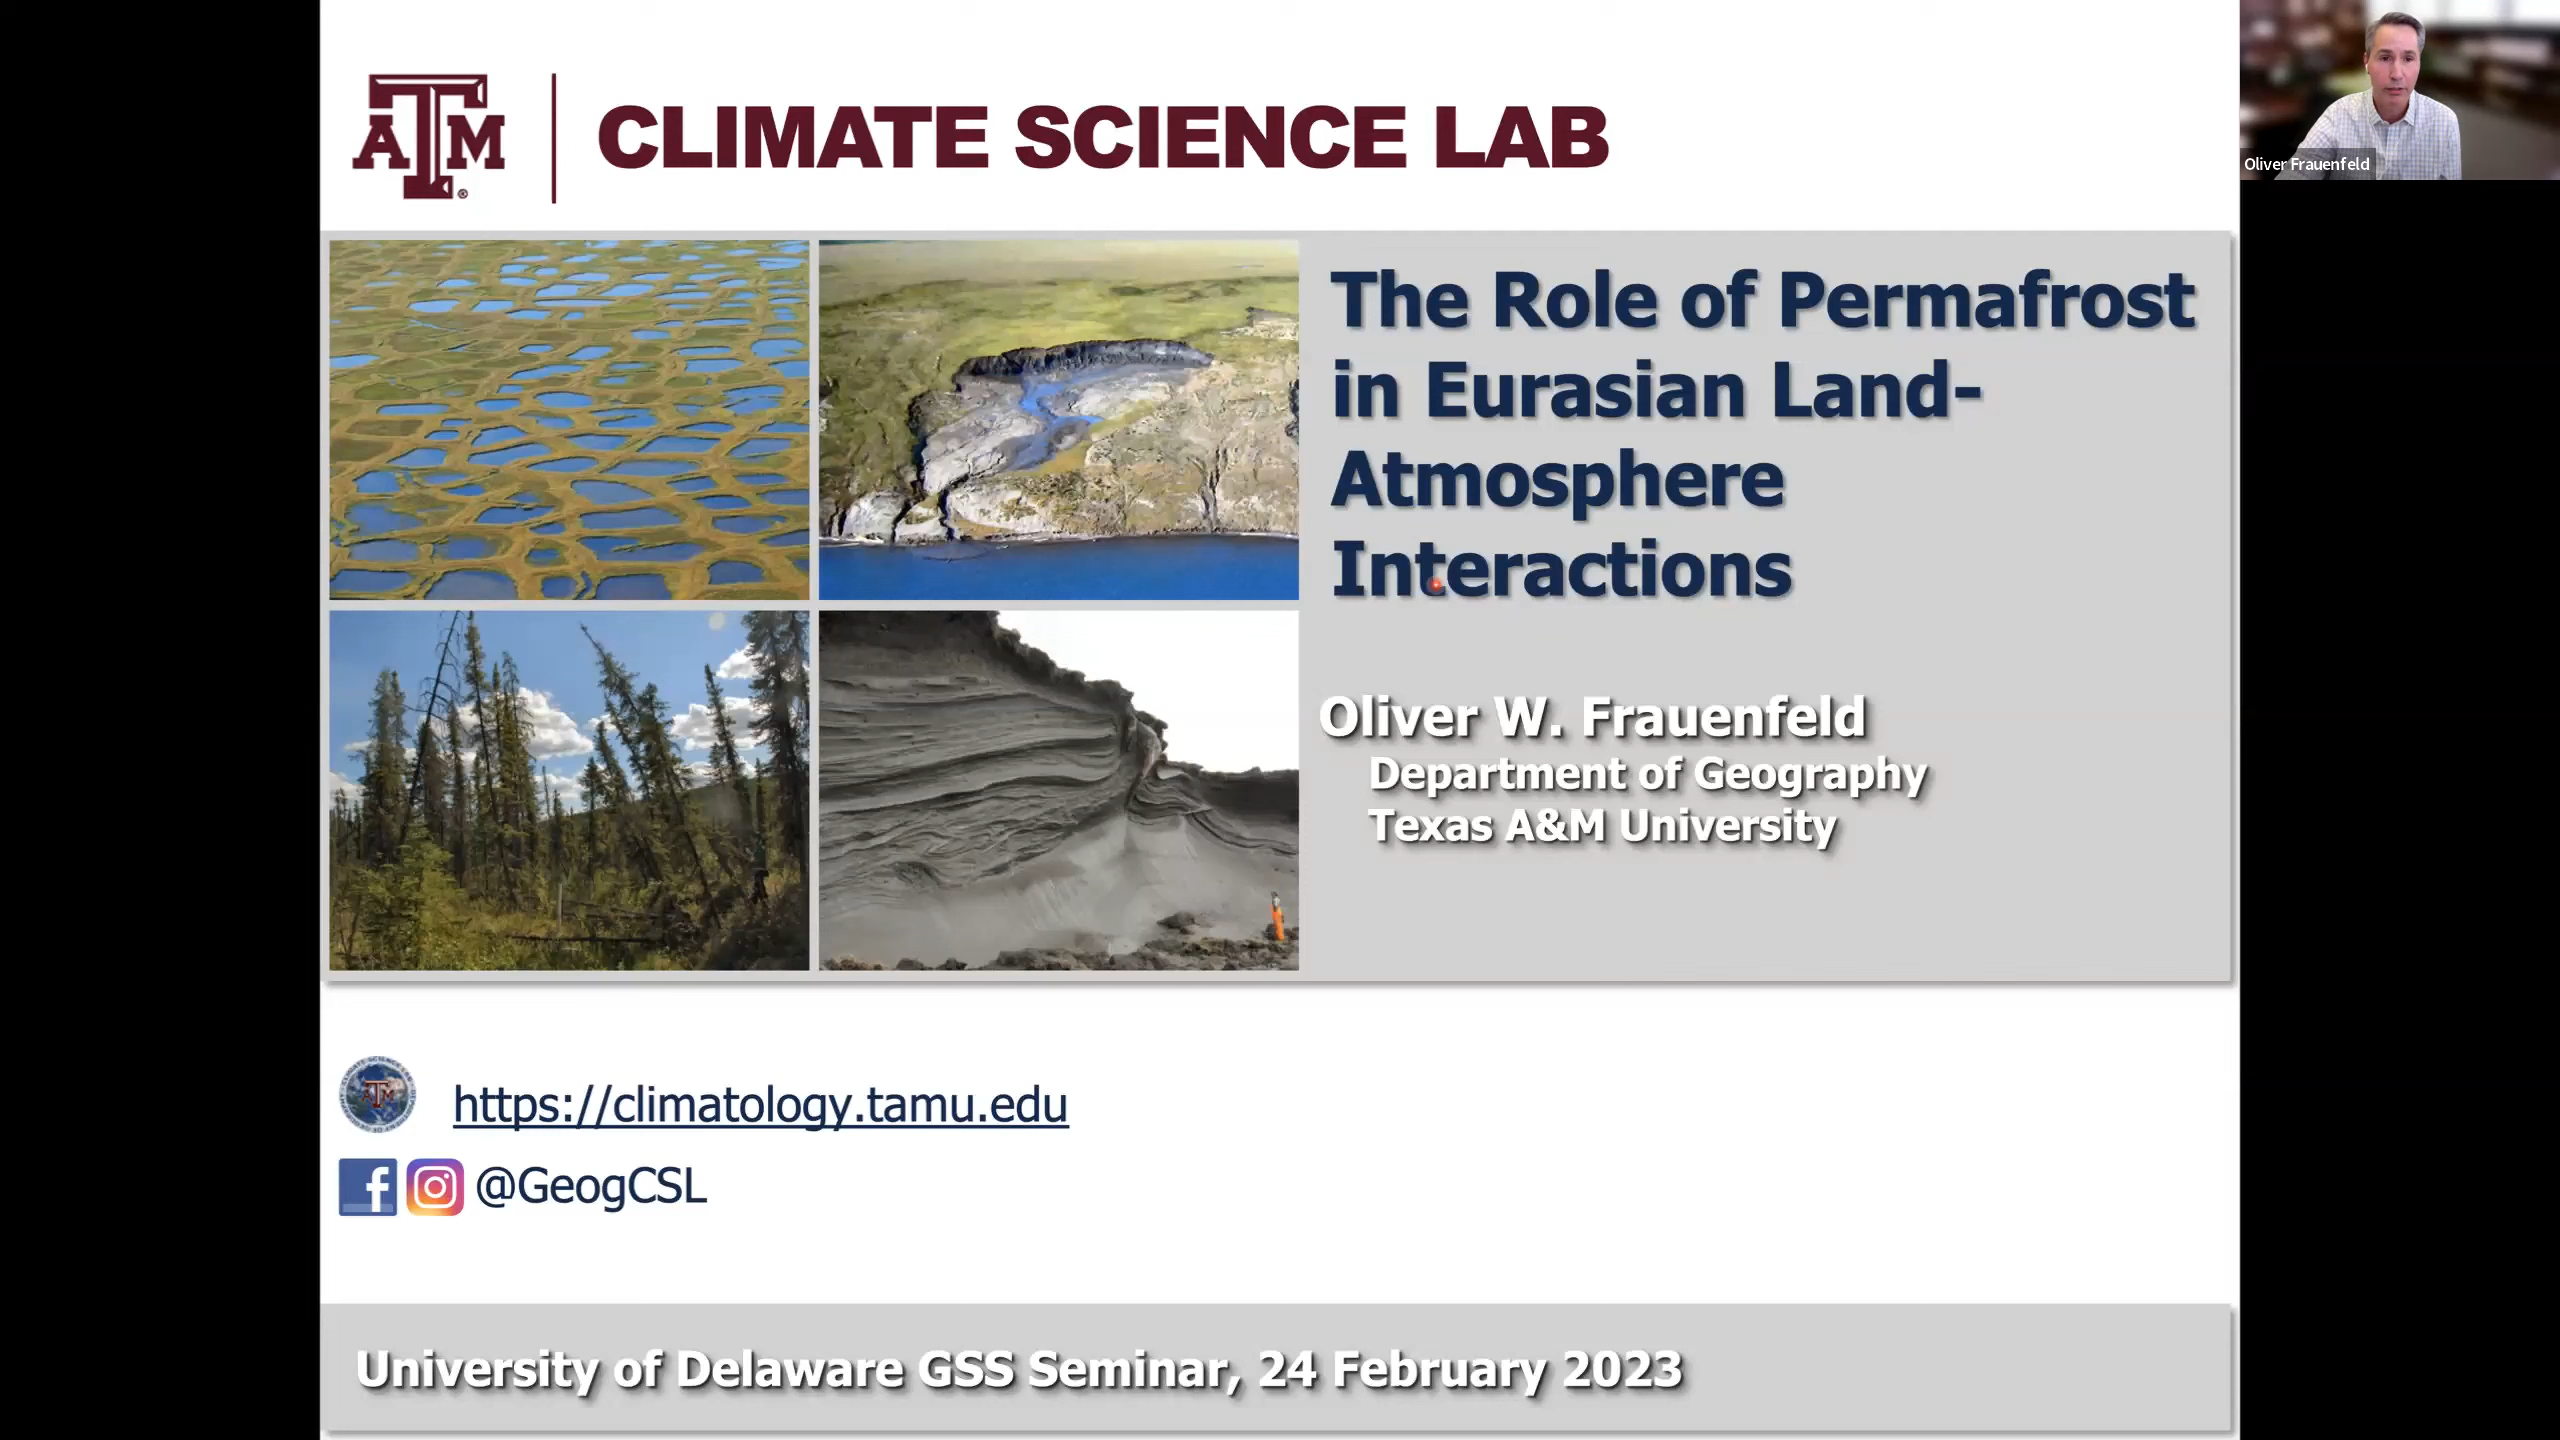 ATM®
CLIMATE SCIENCE LAB
Oliver Frauenfeld
The Role of Permafrost
in Eurasian Land-
Atmosphere
Interactions
Oliver W. Frauenfeld
Department of Geography
Texas A&M University
https://climatology.tamu.edu
@GeogCSL
University of Delaware GSS Seminar, 24 February 2023